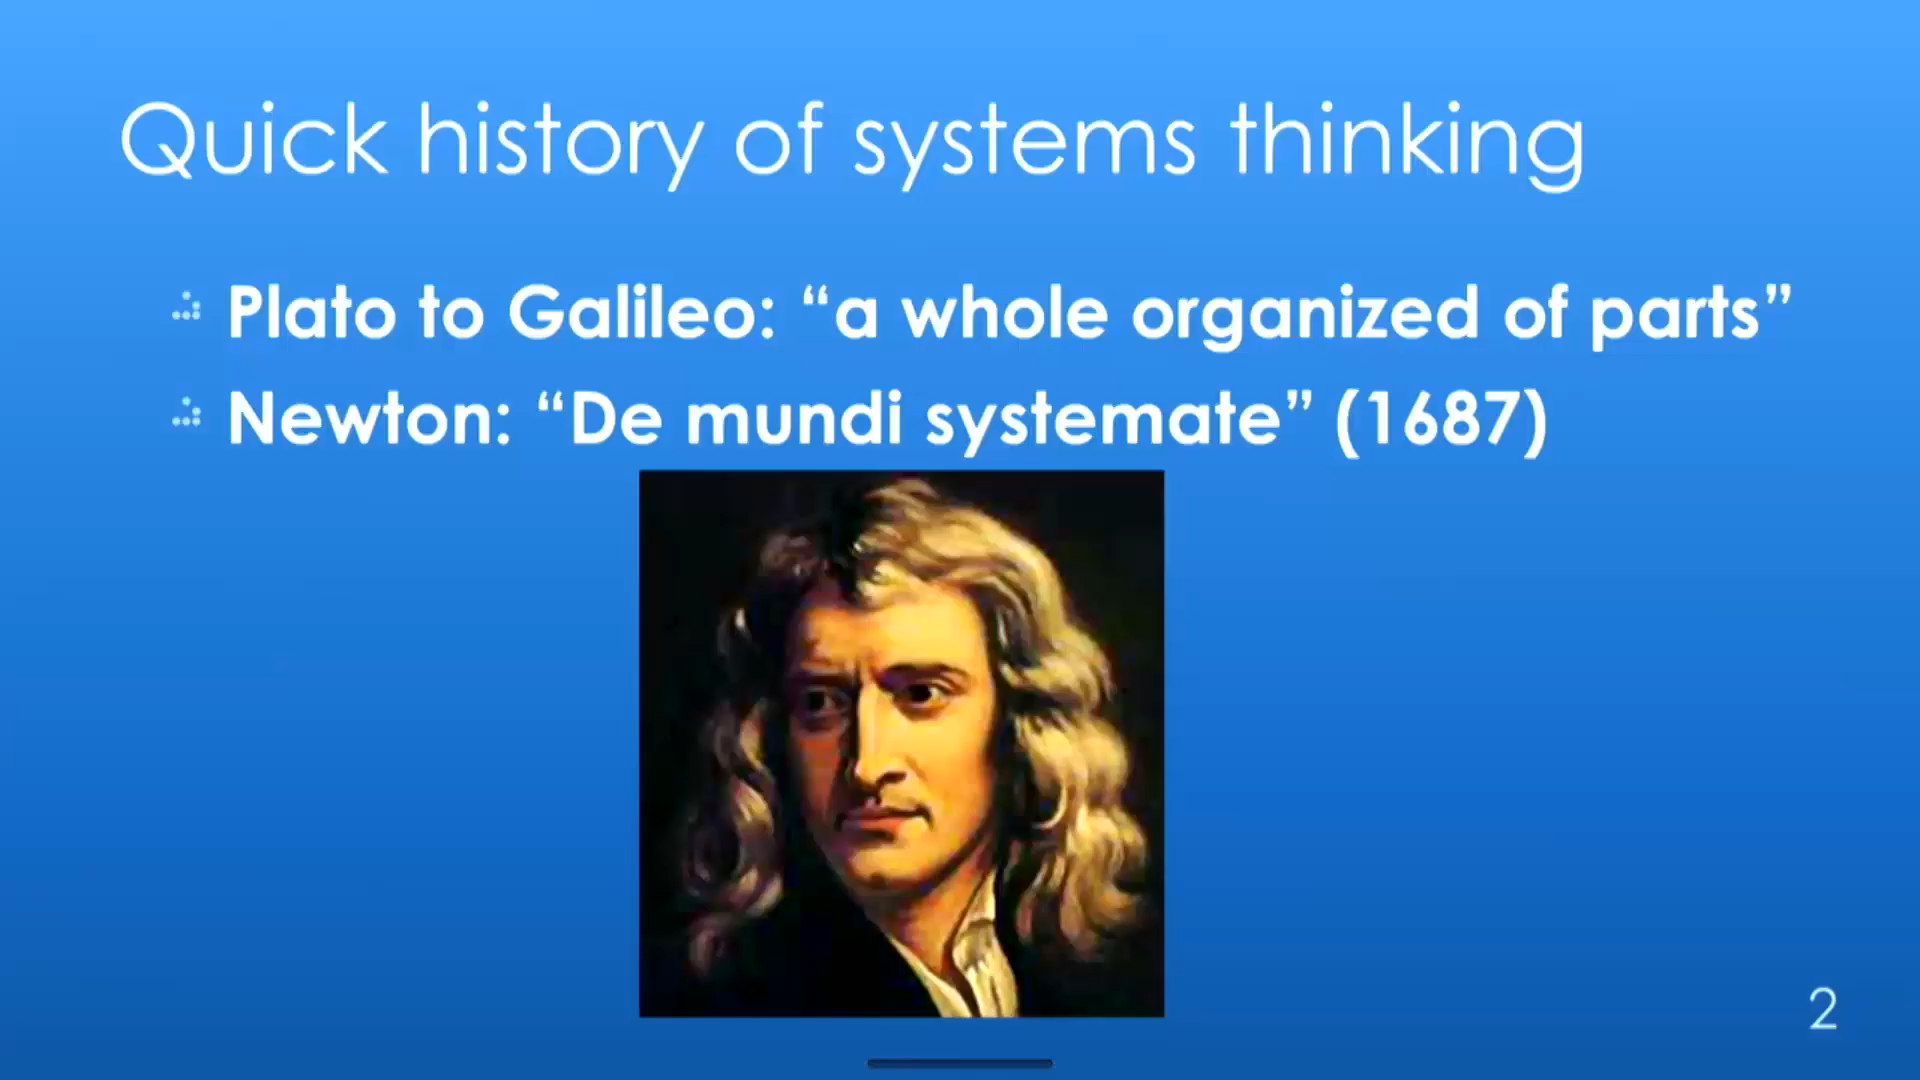 Quick history of systems thinking
Plato to Galileo: “a whole organized of parts”
Newton: “De mundi systemate” (1687)
2